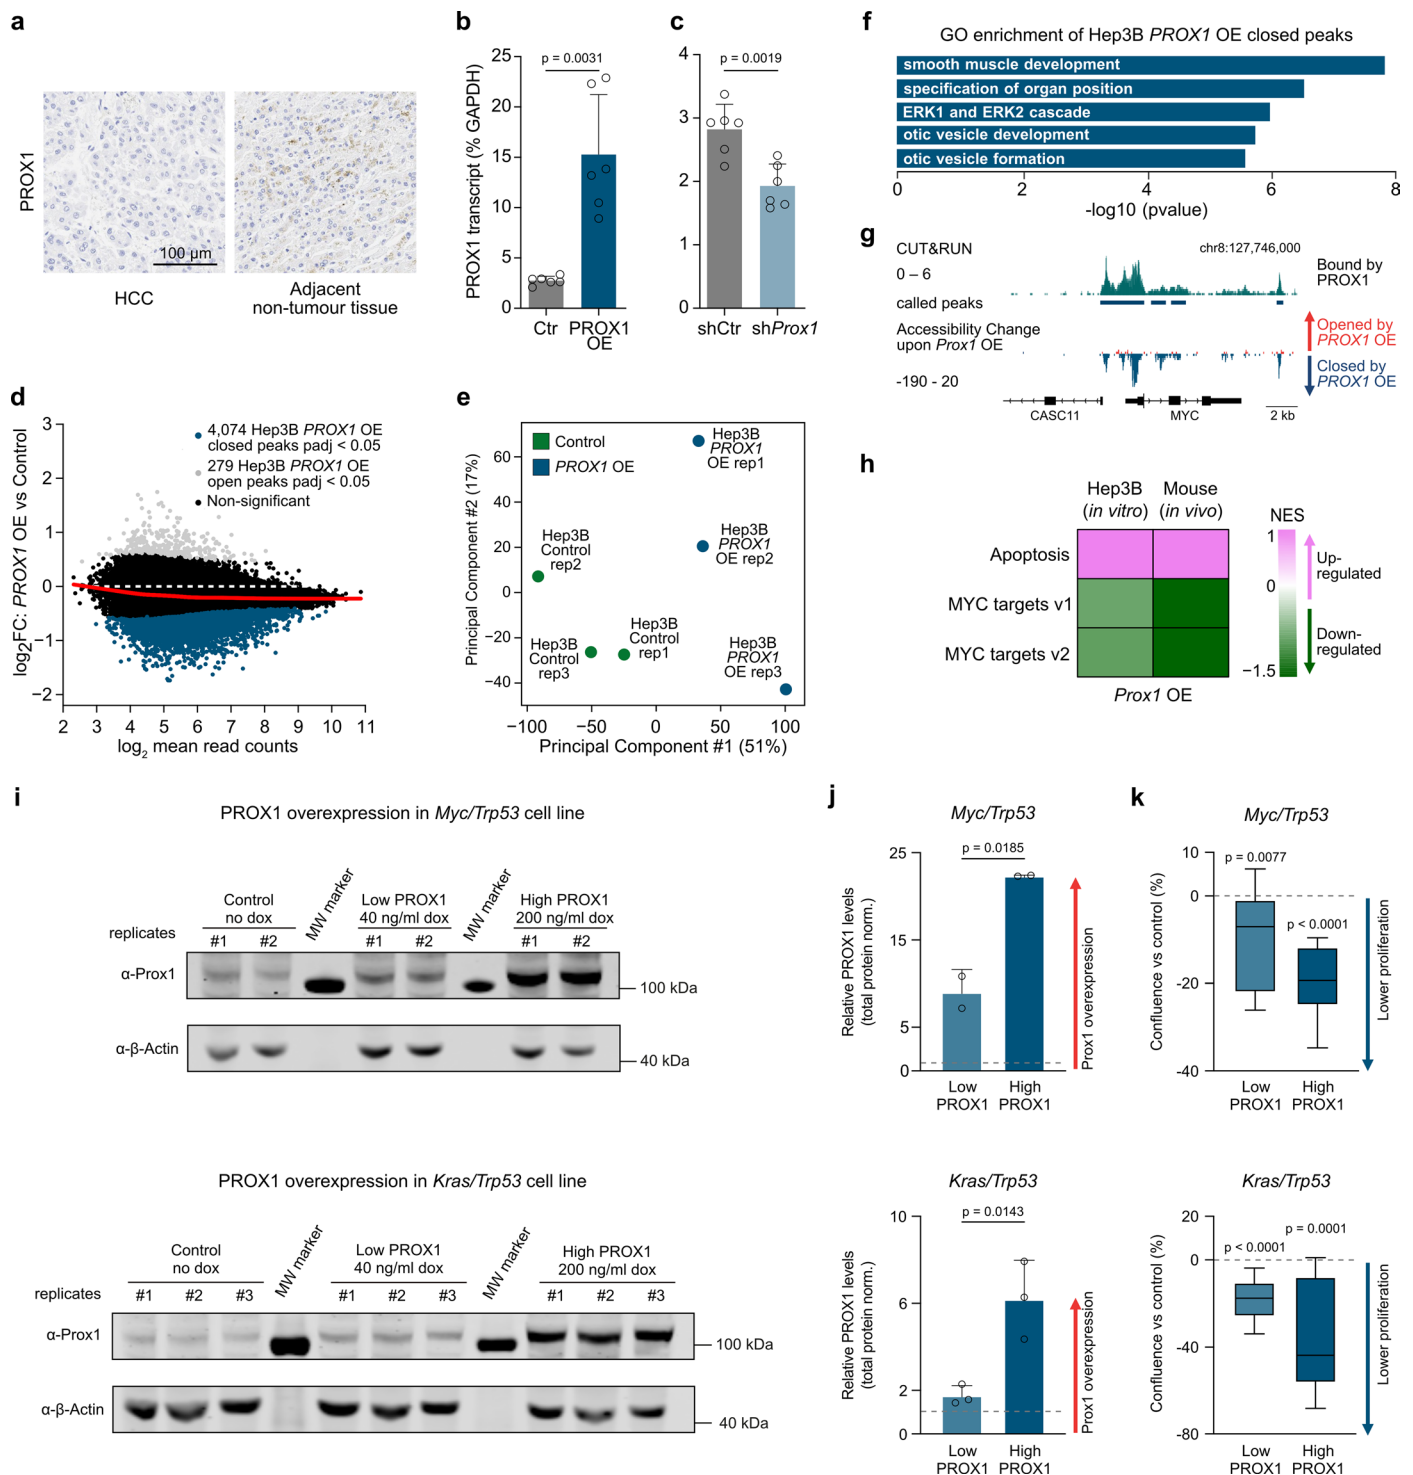 a
PROX1
100 µm
HCC
Adjacent
non-tumour tissue
b
PROX1 transcript (% GAPDH)
p = 0.0031
25
20
15
10
5
0
Ctr
PROX1
OE
c
p = 0.0019
4
3
2
1
0
shCtr
shProx1
f
GO enrichment of Hep3B PROX1 OE closed peaks
smooth muscle development
specification of organ position
ERK1 and ERK2 cascade
otic vesicle development
otic vesicle formation
0
2
4
6
8
-log10 (pvalue)
g
CUT&RUN
chr8:127,746,000
0 – 6
Bound by
PROX1
called peaks
Accessibility Change
upon Prox1 OE
Opened by
PROX1 OE
Closed by
PROX1 OE
-190 - 20
CASC11
MYC
2 kb
d
log2FC: PROX1 OE vs Control
3
2
1
0
−1
−2
4,074 Hep3B PROX1 OE
closed peaks padj < 0.05
279 Hep3B PROX1 OE
open peaks padj < 0.05
Non-significant
2 3 4 5 6 7 8 9 10 11
log2 mean read counts
e
Principal Component #2 (17%)
60
40
20
0
−20
−40
Control
PROX1 OE
Hep3B
PROX1
OE rep1
Hep3B
PROX1
OE rep2
Hep3B
Control
rep2
Hep3B
Control
rep1
Hep3B
Control
rep3
Hep3B
PROX1
OE rep3
−100 −50 0 50 100
Principal Component #1 (51%)
h
Hep3B
(in vitro)
Mouse
(in vivo)
Apoptosis
MYC targets v1
MYC targets v2
Prox1 OE
NES
1
0
−1.5
Up-
regulated
Down-
regulated
i
PROX1 overexpression in Myc/Trp53 cell line
Control
no dox
MW marker
Low PROX1
40 ng/ml dox
MW marker
High PROX1
200 ng/ml dox
replicates
#1 #2 #1 #2 #1 #2
α-Prox1
100 kDa
α-β-Actin
40 kDa
PROX1 overexpression in Kras/Trp53 cell line
Control
no dox
MW marker
Low PROX1
40 ng/ml dox
MW marker
High PROX1
200 ng/ml dox
replicates
#1 #2 #3 #1 #2 #3 #1 #2 #3
α-Prox1
100 kDa
α-β-Actin
40 kDa
j
Myc/Trp53
Relative PROX1 levels
(total protein norm.)
p = 0.0185
25
15
5
0
Low
PROX1
High
PROX1
Prox1 overexpression
Kras/Trp53
Relative PROX1 levels
(total protein norm.)
p = 0.0143
10
6
2
0
Low
PROX1
High
PROX1
Prox1 overexpression
k
Myc/Trp53
Confluence vs control (%)
10
0
-20
-40
p = 0.0077
p < 0.0001
Low
PROX1
High
PROX1
Lower proliferation
Kras/Trp53
Confluence vs control (%)
20
0
-40
-80
p < 0.0001
p = 0.0001
Low
PROX1
High
PROX1
Lower proliferation